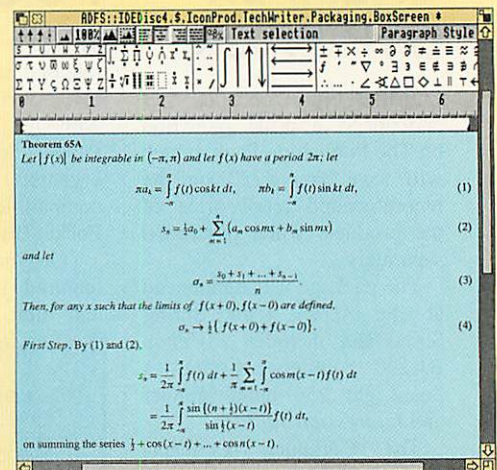 ADFS::IDEDisc4.$.IconProd.TechWriter.Packaging.BoxScreen *
100% Text selection Paragraph Style
S T U V W X Y Z
σ τ υ ϖ ω ξ ψ ζ
Σ Τ Υ ς Ω Ξ Ψ Ζ
0 1 2 3 4 5 6
Theorem 65A
Let |f(x)| be integrable in (−π, π) and let f(x) have a period 2π; let
πa_k = ∫_{−π}^{π} f(t) cos kt dt, πb_k = ∫_{−π}^{π} f(t) sin kt dt, (1)
s_n = ½a_0 + ∑_{m=1}^{n} (a_m cos mx + b_m sin mx) (2)
and let
σ_n = (s_0 + s_1 + ... + s_{n−1})/n. (3)
Then, for any x such that the limits of f(x+0), f(x−0) are defined,
σ_n → ½{ f(x+0) + f(x−0)}. (4)
First Step. By (1) and (2),
s_n = 1/2π ∫_{−π}^{π} f(t) dt + 1/π ∑_{m=1}^{n} ∫_{−π}^{π} cos m(x−t) f(t) dt
= 1/2π ∫_{−π}^{π} sin {(n+½)(x−t)}/sin ½(x−t) f(t) dt,
on summing the series ½ + cos(x−t) + ... + cos n(x−t).